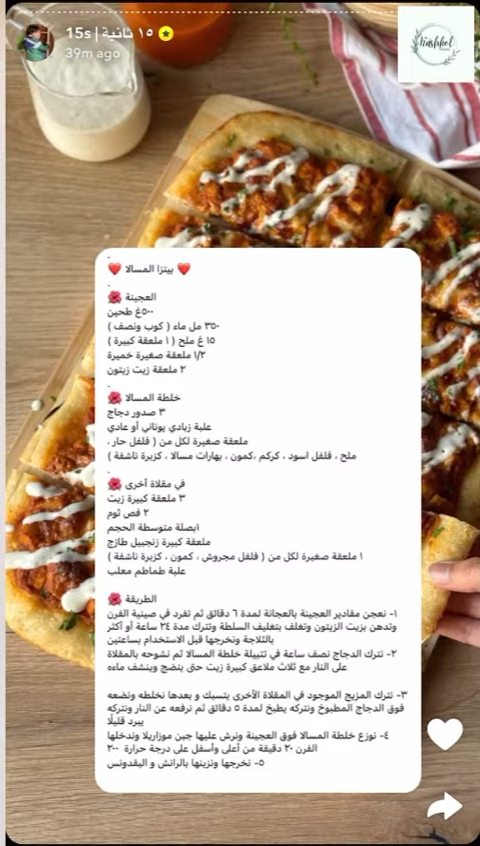 ١٥ ثانية | 15s
39m ago
Kashkol
❤️ بيتزا المسالا ❤️
.
العجينة 🌺
٥٠٠غ طحين
٣٥٠ مل ماء ( كوب ونصف )
١٥ غ ملح ( ١ ملعقة كبيرة )
١/٢ ملعقة صغيرة خميرة
٢ ملعقة زيت زيتون
.
خلطة المسالا 🌺
٣ صدور دجاج
علبة زبادي يوناني أو عادي
ملعقة صغيرة لكل من ( فلفل حار ،
ملح ، فلفل اسود ، كركم ،كمون ، بهارات مسالا ، كزبرة ناشفة )
.
في مقلاة أخرى 🌺
٣ ملعقة كبيرة زيت
٢ فص ثوم
١بصلة متوسطة الحجم
ملعقة كبيرة زنجبيل طازج
١ ملعقة صغيرة لكل من ( فلفل مجروش ، كمون ، كزبرة ناشفة )
علبة طماطم معلب
الطريقة 🌺
١- نعجن مقادير العجينة بالعجانة لمدة ٦ دقائق ثم تفرد في صينية الفرن
وتدهن بزيت الزيتون وتغلف بتغليف السلطة وتترك مدة ٢٤ ساعة أو أكثر
بالثلاجة ونخرجها قبل الاستخدام بساعتين
٢- نترك الدجاج نصف ساعة في تتبيلة خلطة المسالا ثم نشوحه بالمقلاة
على النار مع ثلاث ملاعق كبيرة زيت حتى ينضج وينشف ماءه
٣- نترك المزيج الموجود في المقلاة الأخرى يتسبك و بعدها نخلطه ونضعه
فوق الدجاج المطبوخ ونتركه يطبخ لمدة ٥ دقائق ثم نرفعه عن النار ونتركه
يبرد قليلًا
٤- نوزع خلطة المسالا فوق العجينة ونرش عليها جبن موزاريلا وندخلها
الفرن ٢٠ دقيقة من أعلى وأسفل على درجة حرارة ٢٠٠
٥- نخرجها ونزينها بالرانش و البقدونس